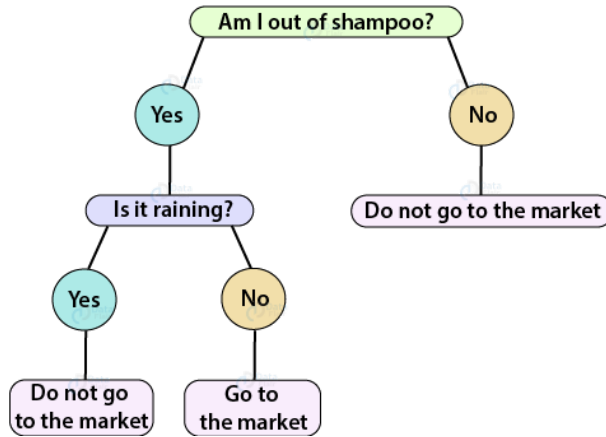 Am I out of shampoo?
Yes
No
Is it raining?
Do not go to the market
Yes
No
Do not go
to the market
Go to
the market